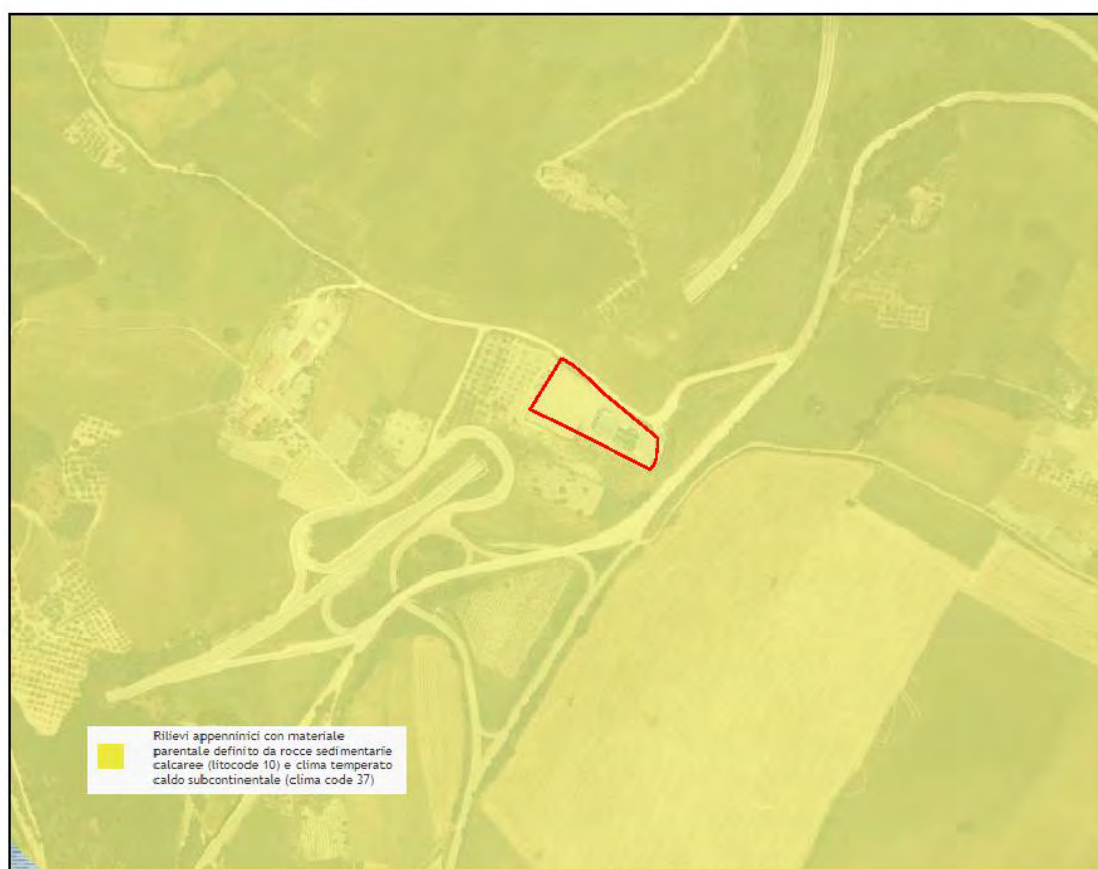 Rilievi appenninici con materiale
parentale definito da rocce sedimentarie
calcaree (litocode 10) e clima temperato
caldo subcontinentale (clima code 37)